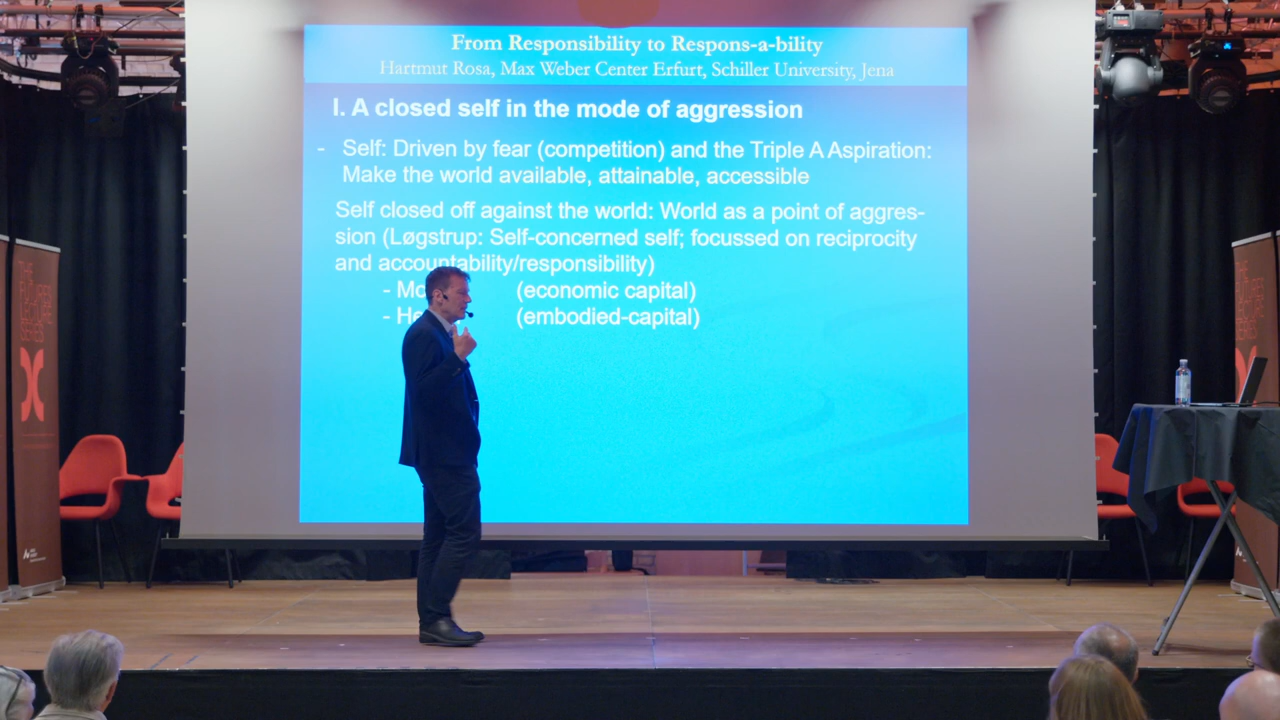 From Responsibility to Respons-a-bility
Hartmut Rosa, Max Weber Center Erfurt, Schiller University, Jena
I. A closed self in the mode of aggression
- Self: Driven by fear (competition) and the Triple A Aspiration:
Make the world available, attainable, accessible
Self closed off against the world: World as a point of aggres-
sion (Løgstrup: Self-concerned self; focussed on reciprocity
and accountability/responsibility)
- Mo (economic capital)
- He (embodied-capital)